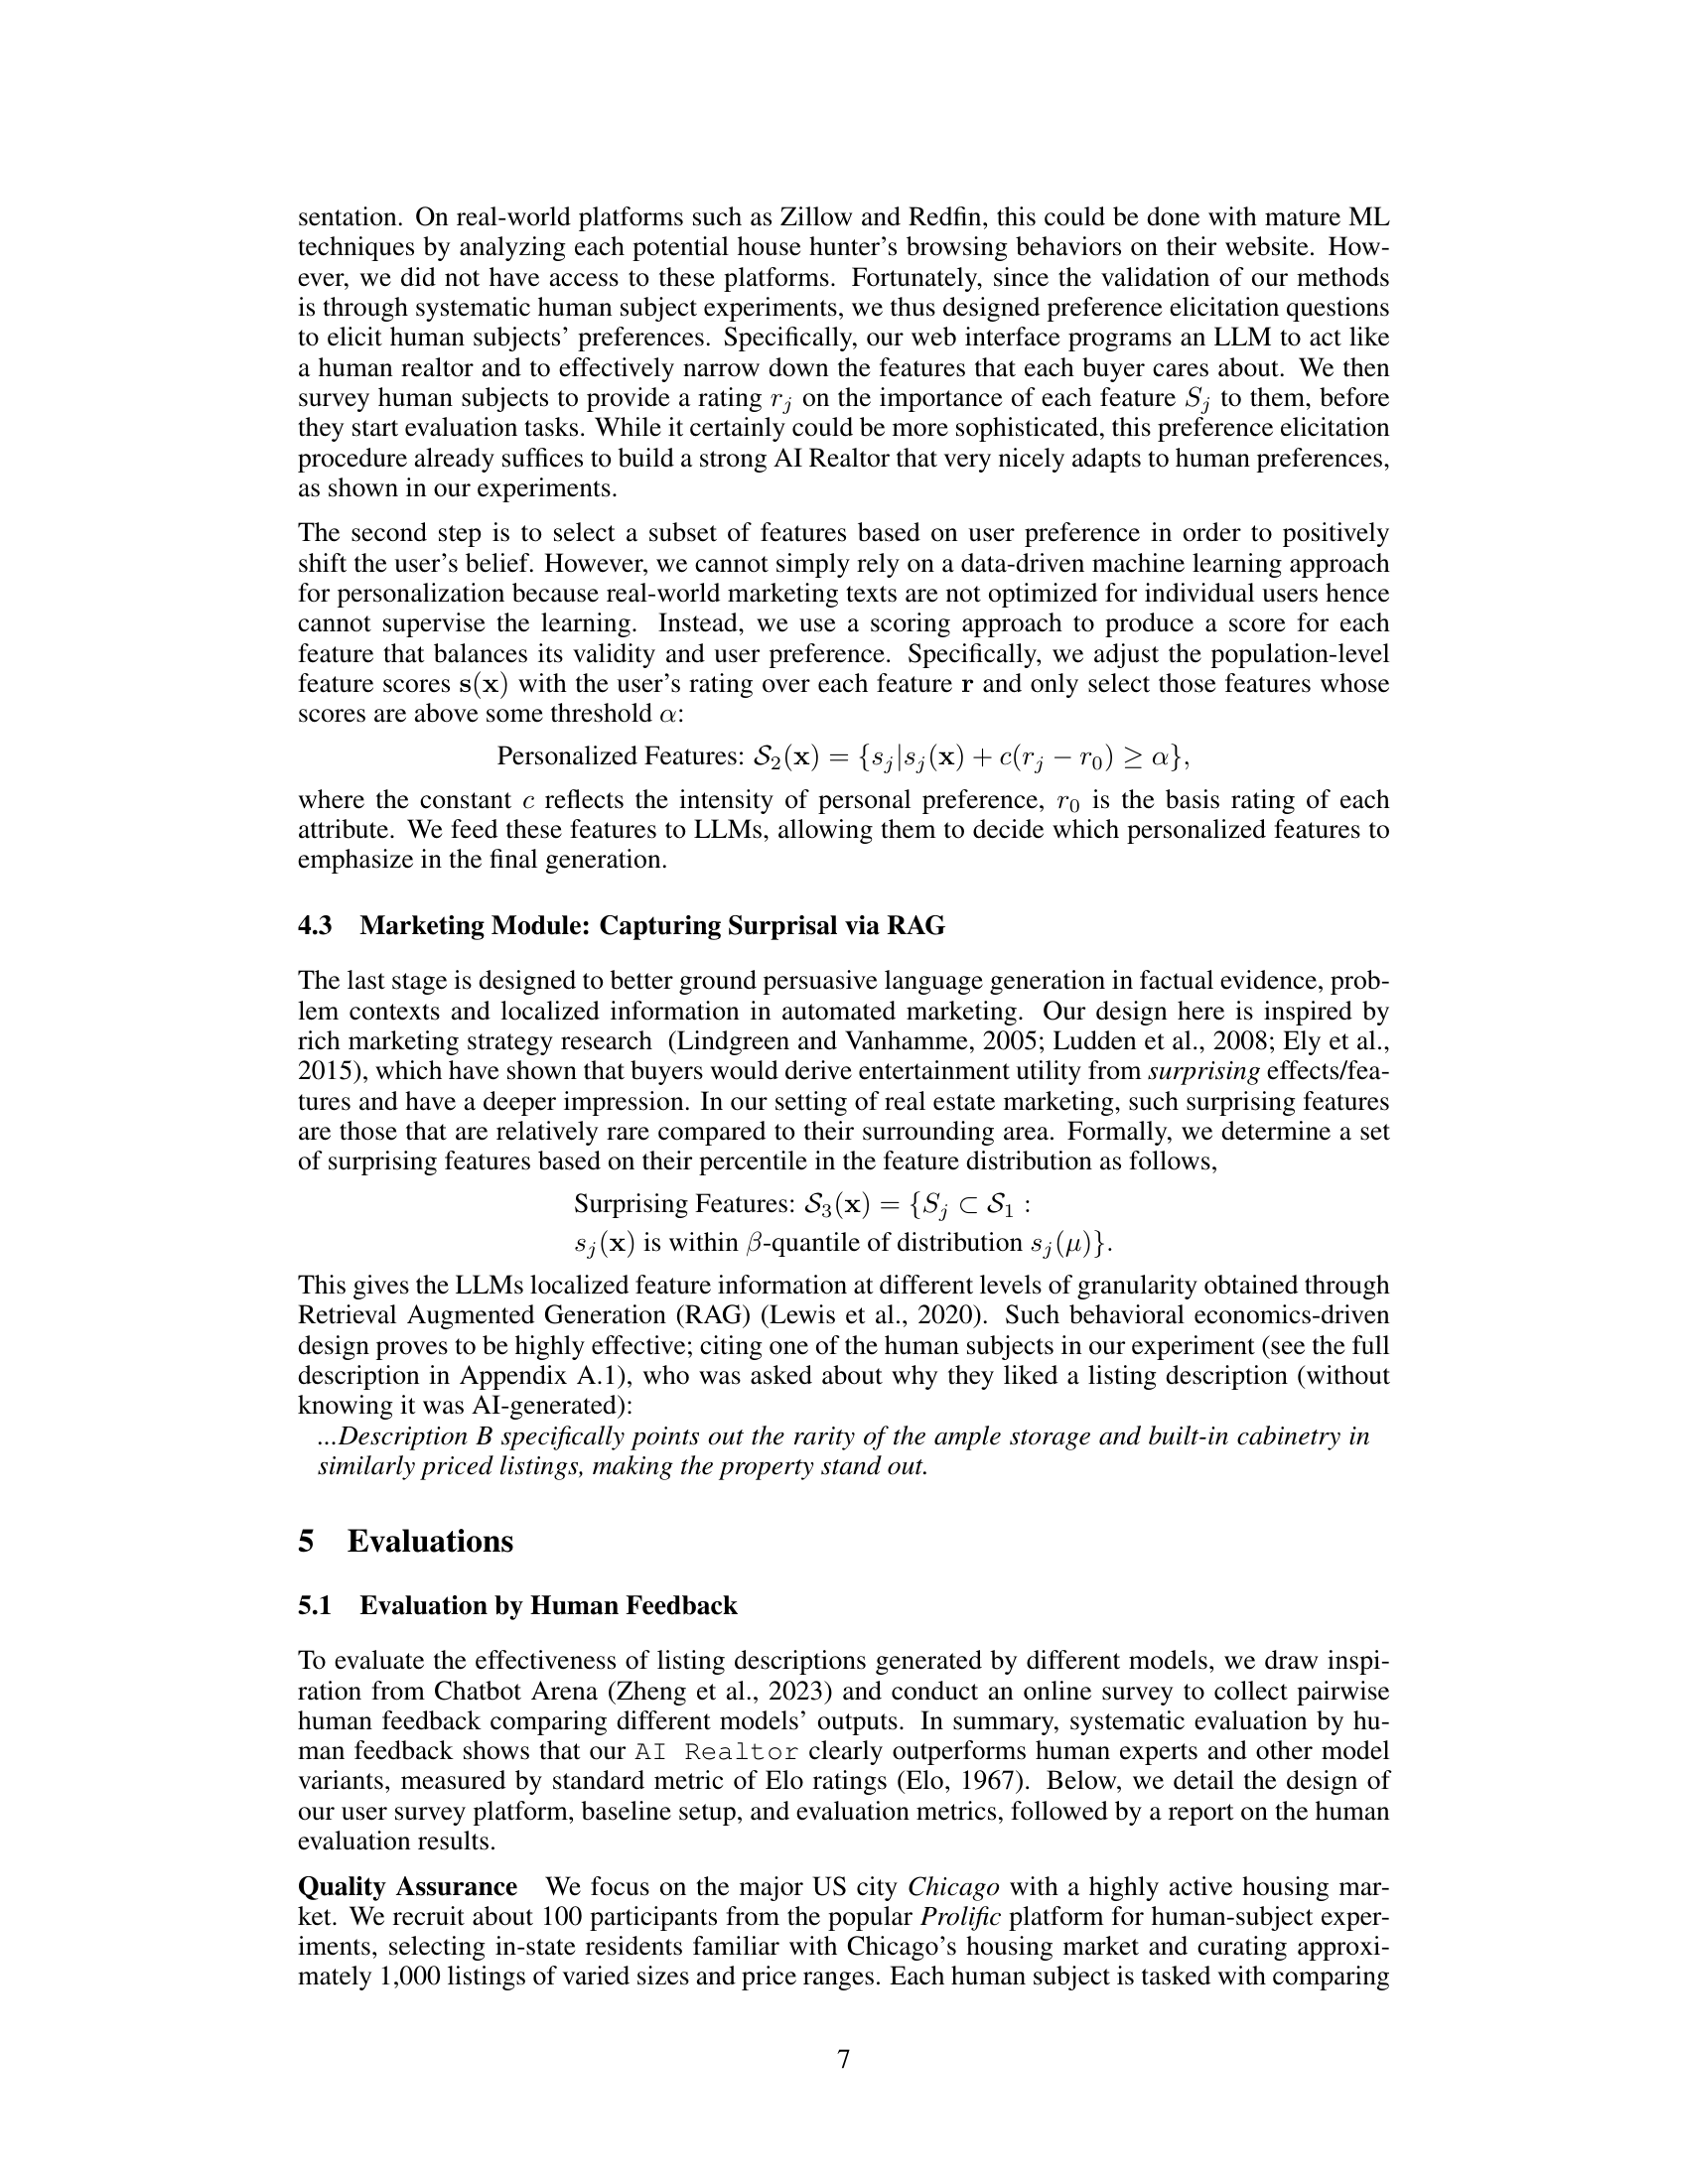 sentation. On real-world platforms such as Zillow and Redfin, this could be done with mature ML
techniques by analyzing each potential house hunter's browsing behaviors on their website. How-
ever, we did not have access to these platforms. Fortunately, since the validation of our methods
is through systematic human subject experiments, we thus designed preference elicitation questions
to elicit human subjects' preferences. Specifically, our web interface programs an LLM to act like
a human realtor and to effectively narrow down the features that each buyer cares about. We then
survey human subjects to provide a rating r_j on the importance of each feature S_j to them, before
they start evaluation tasks. While it certainly could be more sophisticated, this preference elicitation
procedure already suffices to build a strong AI Realtor that very nicely adapts to human preferences,
as shown in our experiments.
The second step is to select a subset of features based on user preference in order to positively
shift the user's belief. However, we cannot simply rely on a data-driven machine learning approach
for personalization because real-world marketing texts are not optimized for individual users hence
cannot supervise the learning. Instead, we use a scoring approach to produce a score for each
feature that balances its validity and user preference. Specifically, we adjust the population-level
feature scores s(x) with the user's rating over each feature r and only select those features whose
scores are above some threshold α:
Personalized Features: S_2(x) = {s_j|s_j(x) + c(r_j − r_0) ≥ α},
where the constant c reflects the intensity of personal preference, r_0 is the basis rating of each
attribute. We feed these features to LLMs, allowing them to decide which personalized features to
emphasize in the final generation.
4.3 Marketing Module: Capturing Surprisal via RAG
The last stage is designed to better ground persuasive language generation in factual evidence, prob-
lem contexts and localized information in automated marketing. Our design here is inspired by
rich marketing strategy research (Lindgreen and Vanhamme, 2005; Ludden et al., 2008; Ely et al.,
2015), which have shown that buyers would derive entertainment utility from surprising effects/fea-
tures and have a deeper impression. In our setting of real estate marketing, such surprising features
are those that are relatively rare compared to their surrounding area. Formally, we determine a set
of surprising features based on their percentile in the feature distribution as follows,
Surprising Features: S_3(x) = {S_j ⊂ S_1 :
s_j(x) is within β-quantile of distribution s_j(μ)}.
This gives the LLMs localized feature information at different levels of granularity obtained through
Retrieval Augmented Generation (RAG) (Lewis et al., 2020). Such behavioral economics-driven
design proves to be highly effective; citing one of the human subjects in our experiment (see the full
description in Appendix A.1), who was asked about why they liked a listing description (without
knowing it was AI-generated):
...Description B specifically points out the rarity of the ample storage and built-in cabinetry in
similarly priced listings, making the property stand out.
5 Evaluations
5.1 Evaluation by Human Feedback
To evaluate the effectiveness of listing descriptions generated by different models, we draw inspi-
ration from Chatbot Arena (Zheng et al., 2023) and conduct an online survey to collect pairwise
human feedback comparing different models' outputs. In summary, systematic evaluation by hu-
man feedback shows that our AI Realtor clearly outperforms human experts and other model
variants, measured by standard metric of Elo ratings (Elo, 1967). Below, we detail the design of
our user survey platform, baseline setup, and evaluation metrics, followed by a report on the human
evaluation results.
Quality Assurance We focus on the major US city Chicago with a highly active housing mar-
ket. We recruit about 100 participants from the popular Prolific platform for human-subject exper-
iments, selecting in-state residents familiar with Chicago's housing market and curating approxi-
mately 1,000 listings of varied sizes and price ranges. Each human subject is tasked with comparing
7